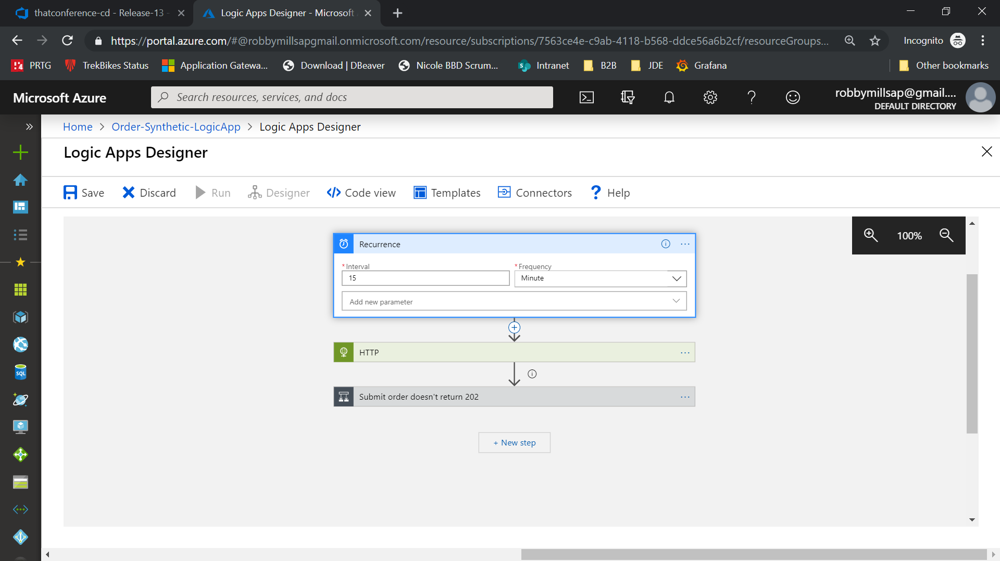 thatconference-cd - Release-13 -
Logic Apps Designer - Microsoft
https://portal.azure.com/#@robbymillsapgmail.onmicrosoft.com/resource/subscriptions/7563ce4e-c9ab-4118-b568-ddce56a6b2cf/resourceGroups...
Incognito
PRTG
TrekBikes Status
Application Gatewa...
Download | DBeaver
Nicole BBD Scrum...
Intranet
B2B
JDE
Grafana
Other bookmarks
Microsoft Azure
Search resources, services, and docs
robbymillsap@gmail....
DEFAULT DIRECTORY
Home > Order-Synthetic-LogicApp > Logic Apps Designer
Logic Apps Designer
Save
Discard
Run
Designer
Code view
Templates
Connectors
Help
100%
Recurrence
* Interval
* Frequency
15
Minute
Add new parameter
HTTP
Submit order doesn't return 202
+ New step
SQL